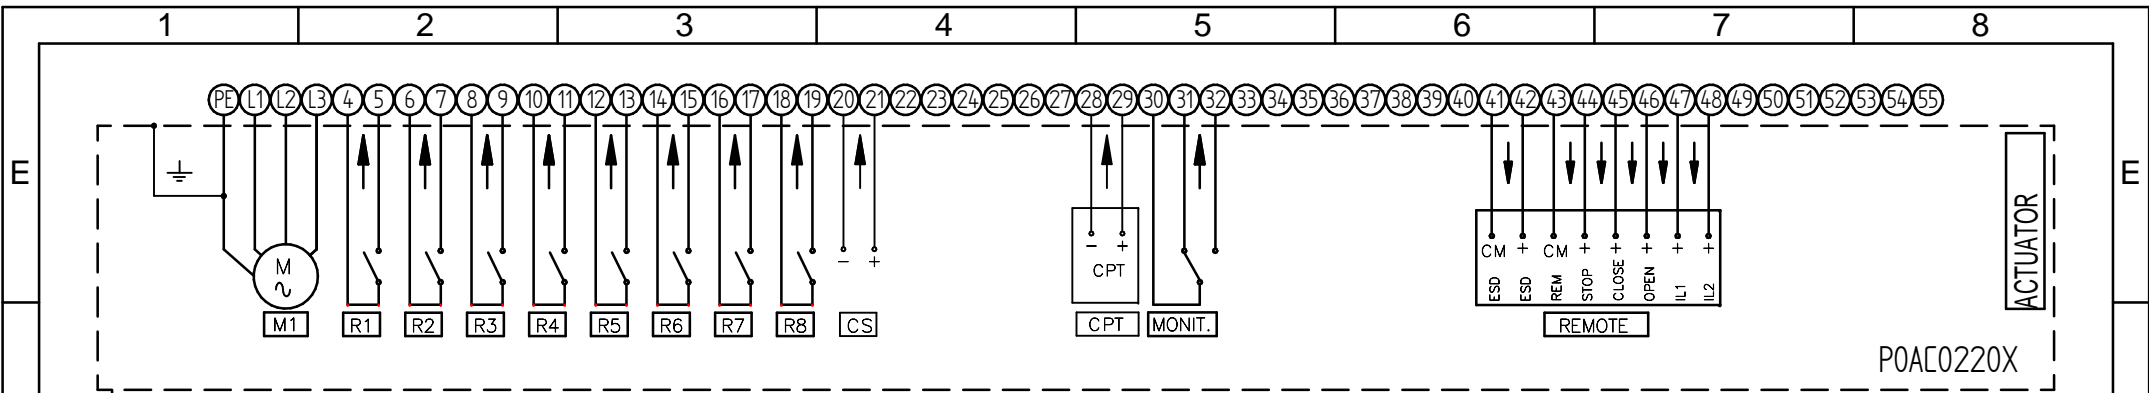 1 2 3 4 5 6 7 8
PE L1 L2 L3 4 5 6 7 8 9 10 11 12 13 14 15 16 17 18 19 20 21 22 23 24 25 26 27 28 29 30 31 32 33 34 35 36 37 38 39 40 41 42 43 44 45 46 47 48 49 50 51 52 53 54 55
E E
ACTUATOR
M
- +
- +
CPT
CM + CM + + + + +
ESD ESD REM STOP CLOSE OPEN IL1 IL2
M1 R1 R2 R3 R4 R5 R6 R7 R8 CS CPT MONIT. REMOTE
P0AC0220X